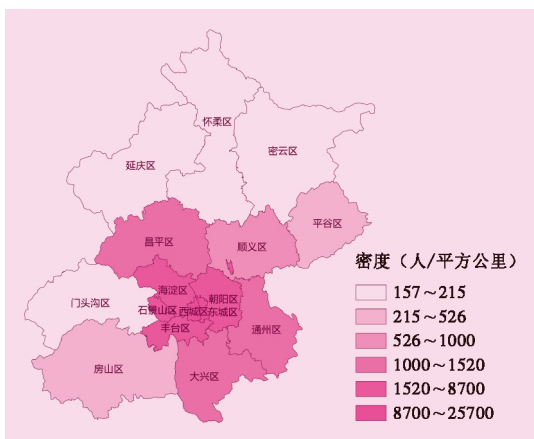 怀柔区
密云区
延庆区
平谷区
昌平区
顺义区
密度（人/平方公里）
157～215
215～526
526～1000
1000～1520
1520～8700
8700～25700
海淀区
朝阳区
门头沟区
石景山区
西城区
东城区
丰台区
通州区
房山区
大兴区